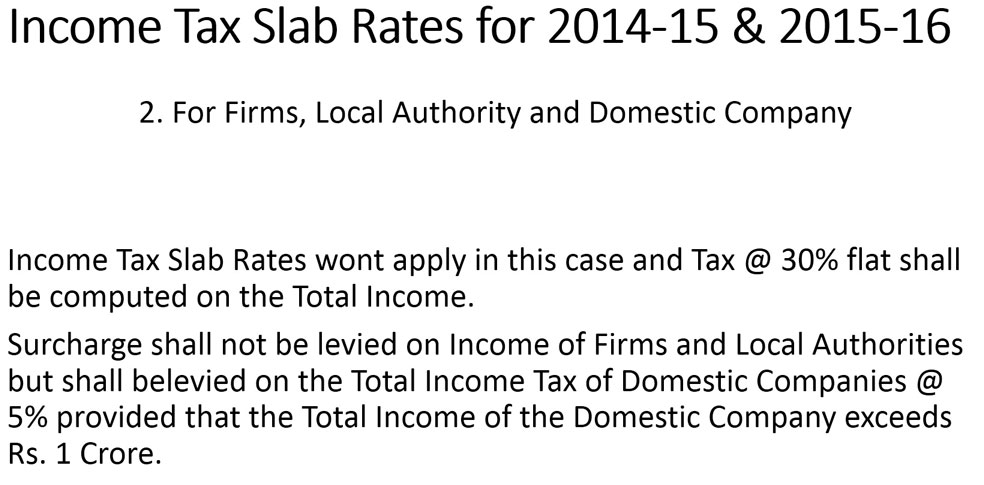 Income Tax Slab Rates for 2014-15 & 2015-16
2. For Firms, Local Authority and Domestic Company
Income Tax Slab Rates wont apply in this case and Tax @ 30% flat shall
be computed on the Total Income.
Surcharge shall not be levied on Income of Firms and Local Authorities
but shall belevied on the Total Income Tax of Domestic Companies @
5% provided that the Total Income of the Domestic Company exceeds
Rs. 1 Crore.